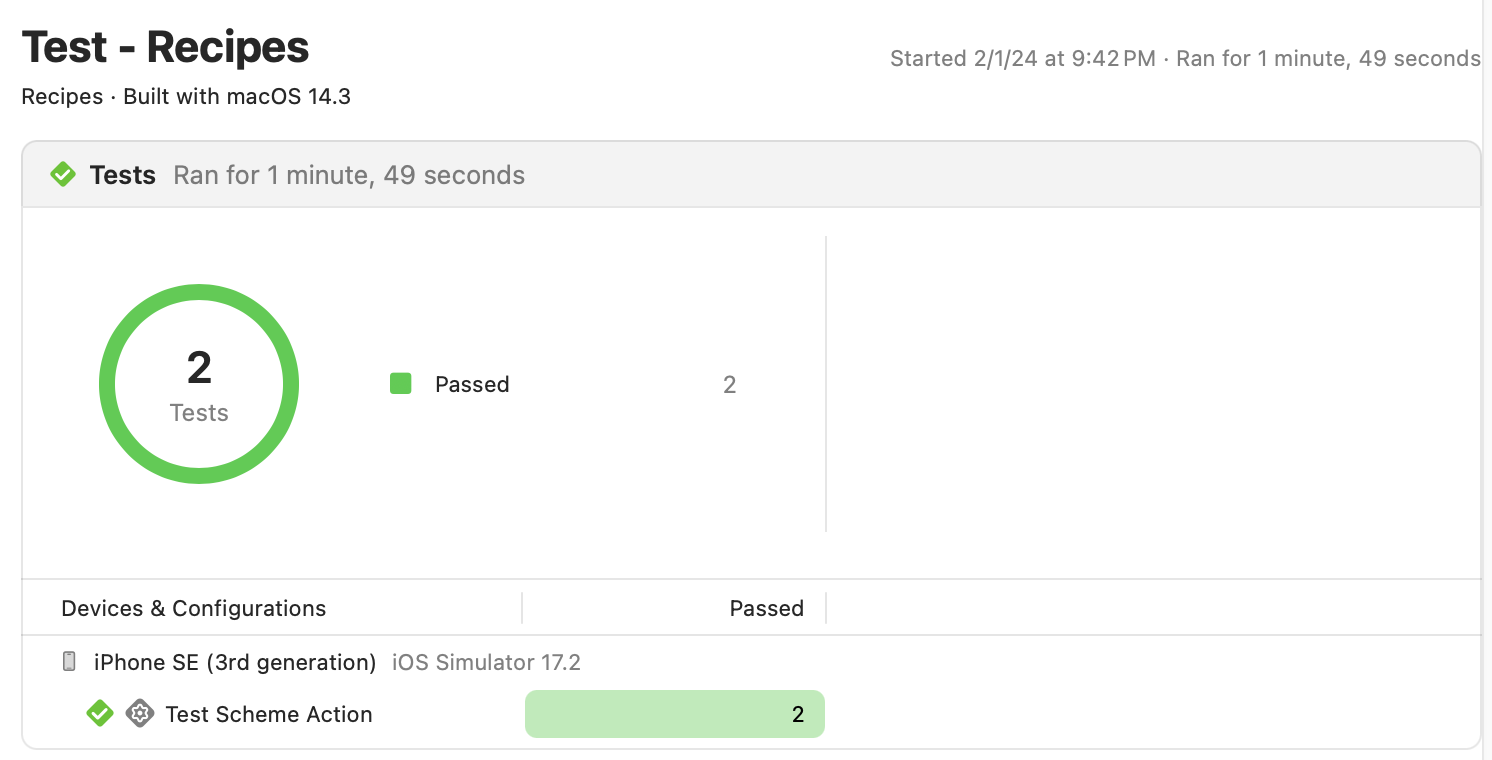 Test - Recipes
Started 2/1/24 at 9:42 PM · Ran for 1 minute, 49 seconds
Recipes · Built with macOS 14.3
Tests Ran for 1 minute, 49 seconds
2
Tests
Passed 2
Devices & Configurations Passed
iPhone SE (3rd generation) iOS Simulator 17.2
Test Scheme Action 2